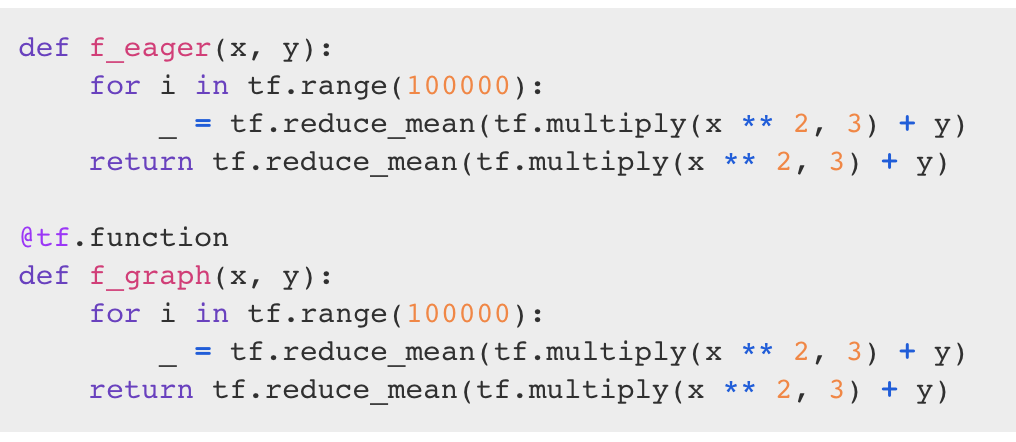 def f_eager(x, y):
    for i in tf.range(100000):
        _ = tf.reduce_mean(tf.multiply(x ** 2, 3) + y)
    return tf.reduce_mean(tf.multiply(x ** 2, 3) + y)

@tf.function
def f_graph(x, y):
    for i in tf.range(100000):
        _ = tf.reduce_mean(tf.multiply(x ** 2, 3) + y)
    return tf.reduce_mean(tf.multiply(x ** 2, 3) + y)